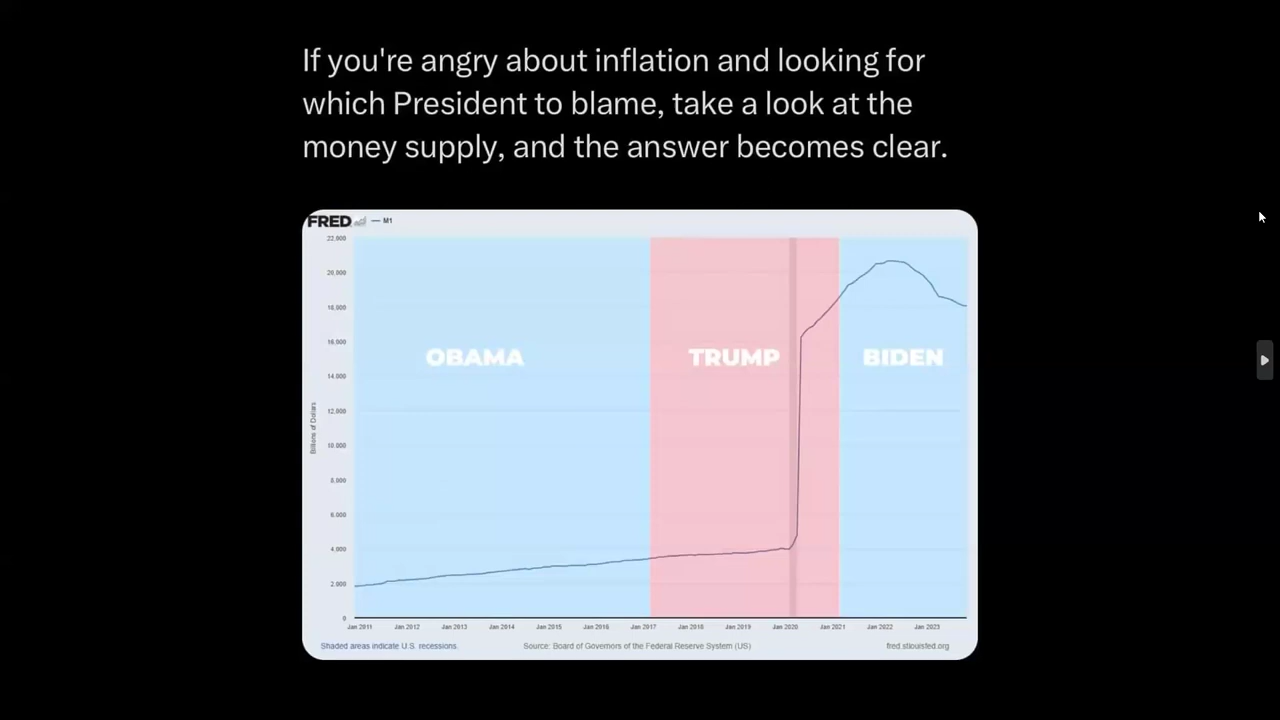 If you're angry about inflation and looking for
which President to blame, take a look at the
money supply, and the answer becomes clear.
FRED — M1
22,000
20,000
18,000
16,000
14,000
12,000
10,000
8,000
6,000
4,000
2,000
0
Billions of Dollars
OBAMA
TRUMP
BIDEN
Jan 2011 Jan 2012 Jan 2013 Jan 2014 Jan 2015 Jan 2016 Jan 2017 Jan 2018 Jan 2019 Jan 2020 Jan 2021 Jan 2022 Jan 2023
Shaded areas indicate U.S. recessions. Source: Board of Governors of the Federal Reserve System (US) fred.stlouisfed.org